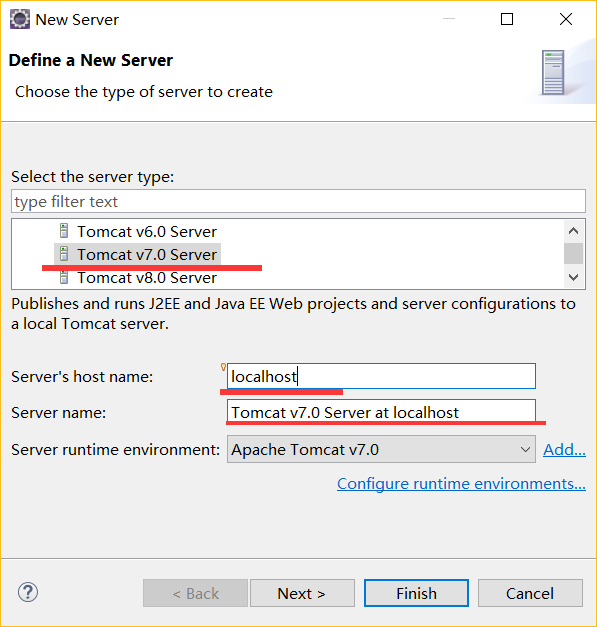 New Server
Define a New Server
Choose the type of server to create
Select the server type:
type filter text
Tomcat v6.0 Server
Tomcat v7.0 Server
Tomcat v8.0 Server
Publishes and runs J2EE and Java EE Web projects and server configurations to
a local Tomcat server.
Server's host name: localhost
Server name: Tomcat v7.0 Server at localhost
Server runtime environment: Apache Tomcat v7.0 Add...
Configure runtime environments...
? < Back Next > Finish Cancel